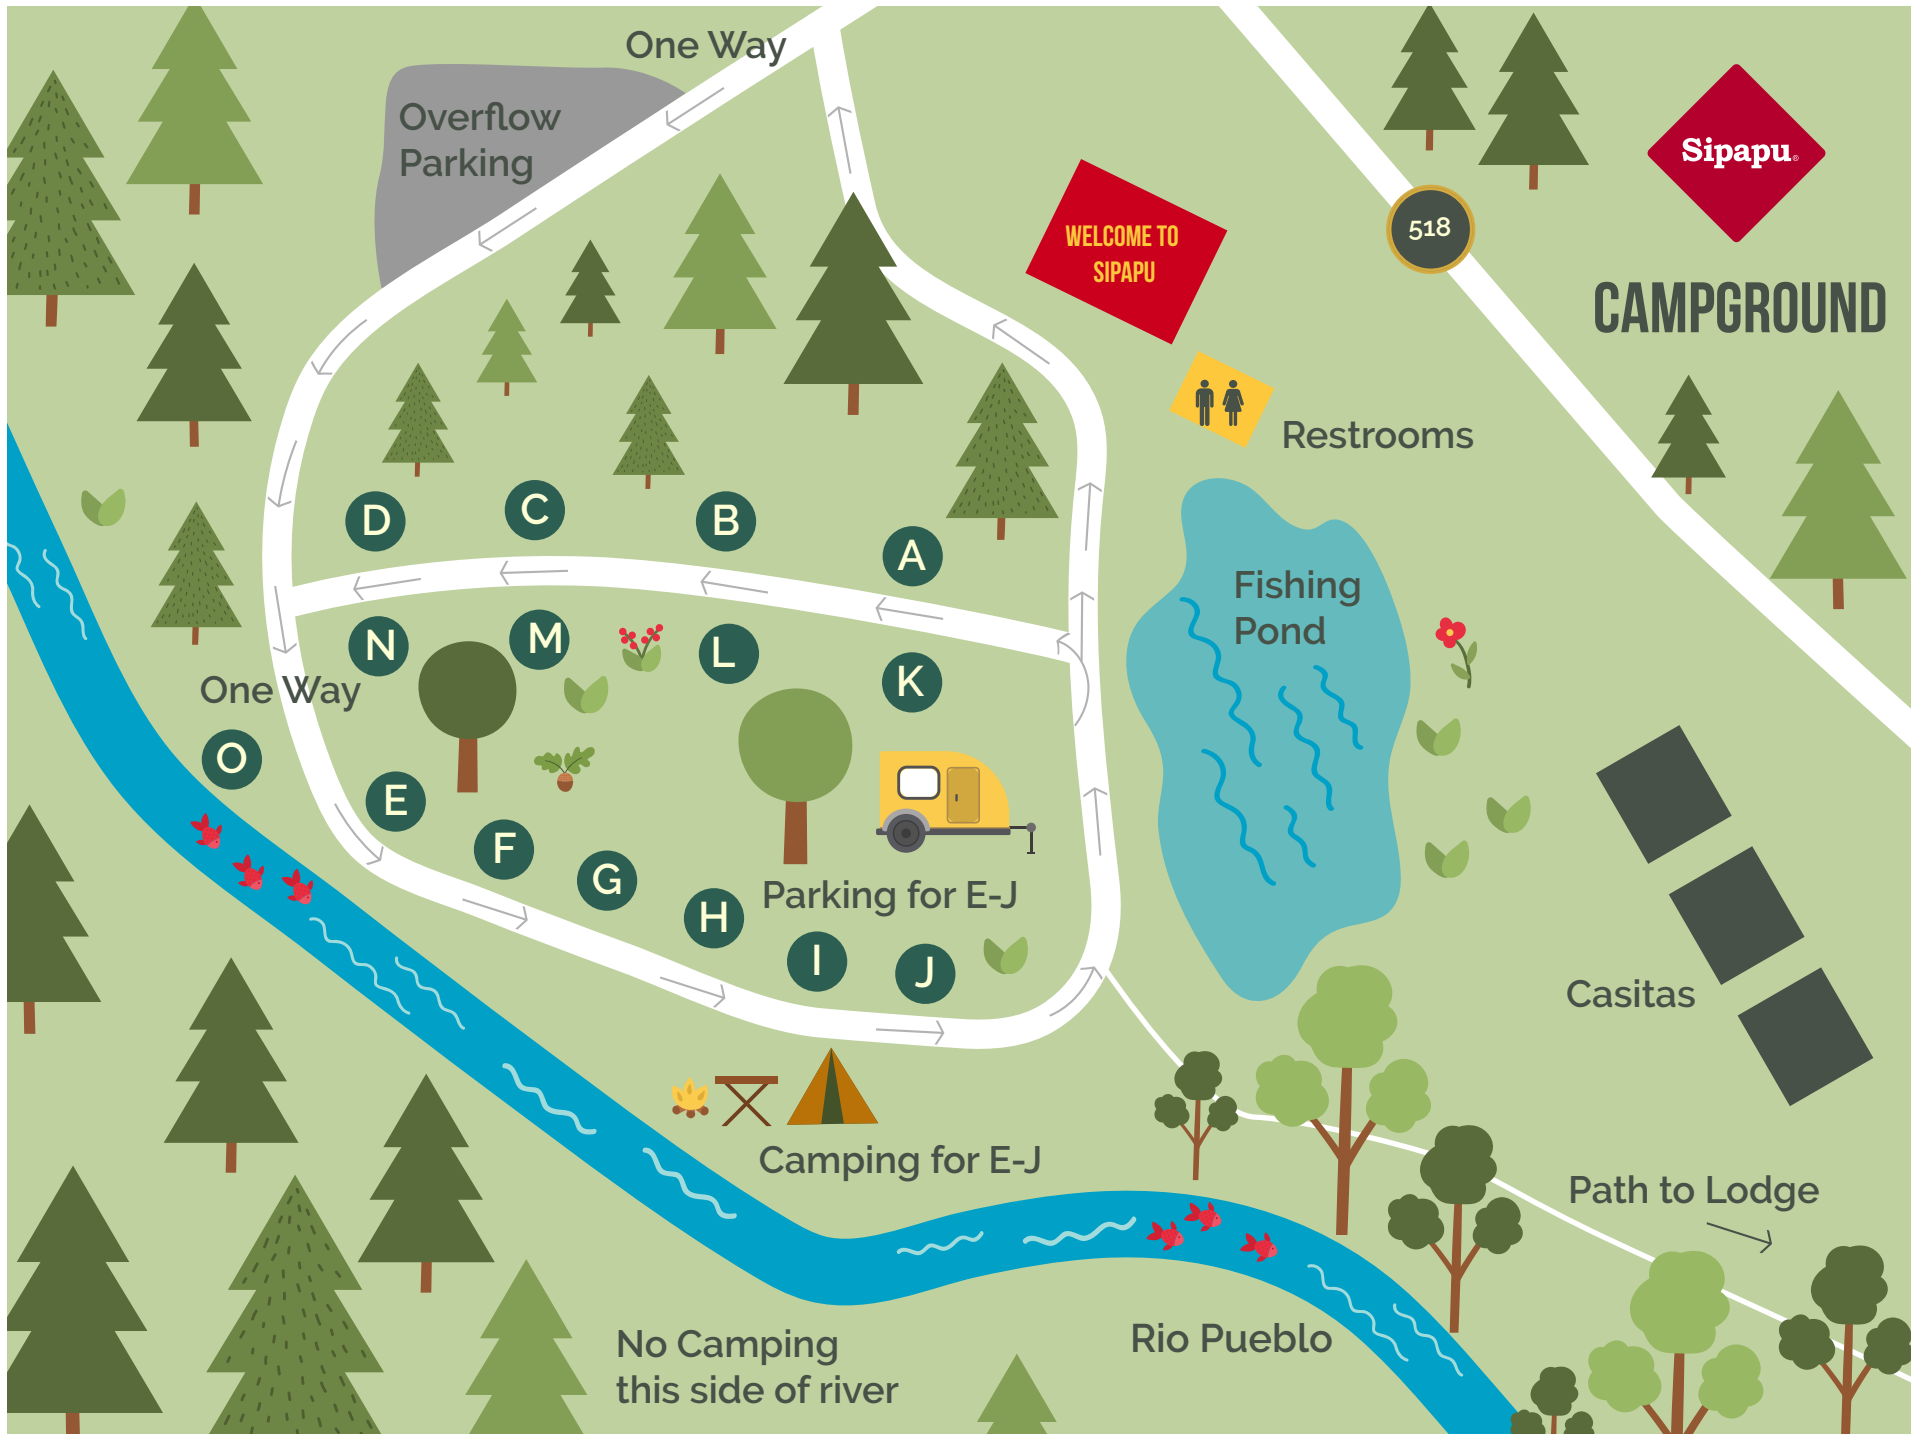 One Way
Overflow
Parking
Sipapu®
518
WELCOME TO
SIPAPU
CAMPGROUND
Restrooms
D
C
B
A
Fishing
Pond
N
M
L
K
One Way
O
E
F
G
H
I
J
Parking for E-J
Casitas
Camping for E-J
Path to Lodge
Rio Pueblo
No Camping
this side of river